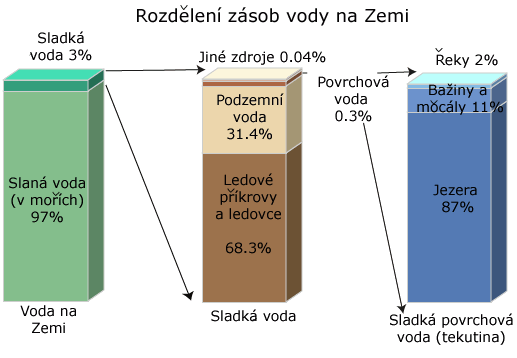 Rozdělení zásob vody na Zemi
Sladká
voda 3%
Slaná voda
(v mořích)
97%
Voda na
Zemi
Jiné zdroje 0.04%
Podzemní
voda
31.4%
Ledové
příkrovy
a ledovce
68.3%
Sladká voda
Povrchová
voda
0.3%
Řeky 2%
Bažiny a
močály 11%
Jezera
87%
Sladká povrchová
voda (tekutina)